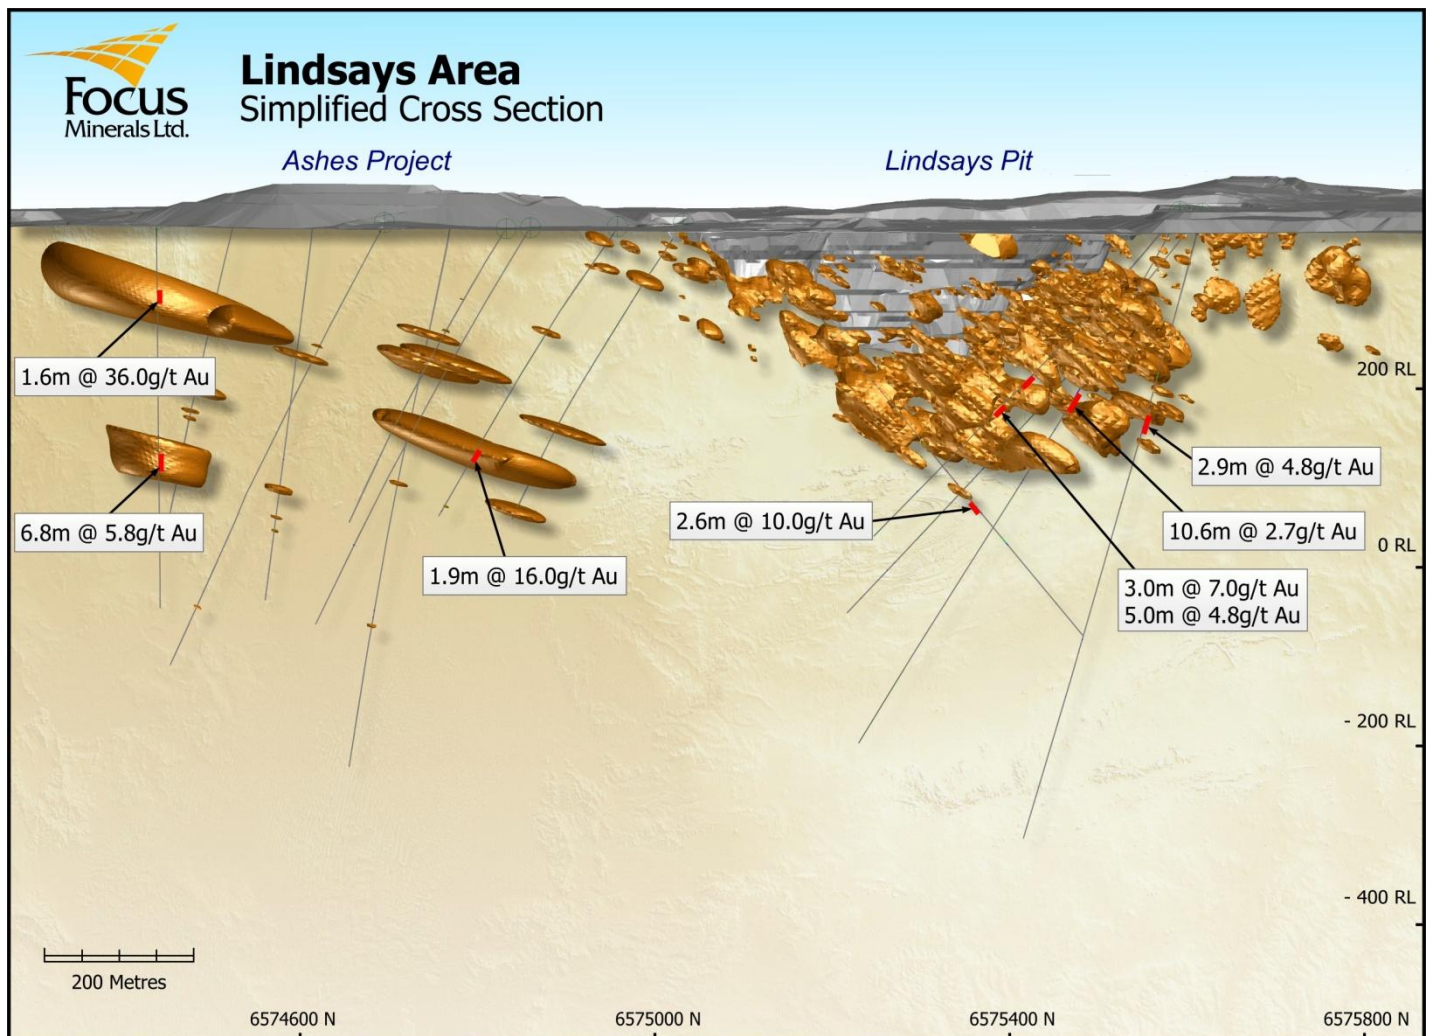 Focus
Minerals Ltd.
Lindsays Area
Simplified Cross Section
Ashes Project
Lindsays Pit
1.6m @ 36.0g/t Au
6.8m @ 5.8g/t Au
1.9m @ 16.0g/t Au
2.6m @ 10.0g/t Au
2.9m @ 4.8g/t Au
10.6m @ 2.7g/t Au
3.0m @ 7.0g/t Au
5.0m @ 4.8g/t Au
200 RL
0 RL
- 200 RL
- 400 RL
200 Metres
6574600 N
6575000 N
6575400 N
6575800 N